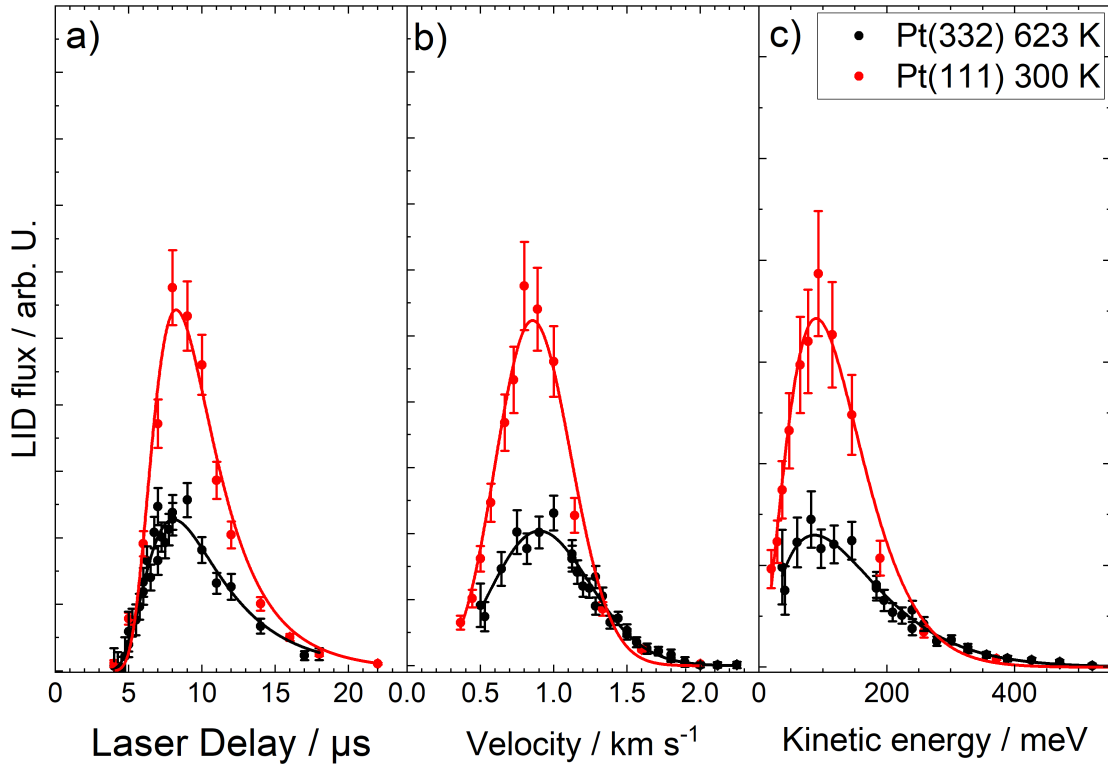 a)
b)
c)
Pt(332) 623 K
Pt(111) 300 K
LID flux / arb. U.
0 5 10 15 20
0.0 0.5 1.0 1.5 2.0
0 200 400
Laser Delay / µs
Velocity / km s⁻¹
Kinetic energy / meV